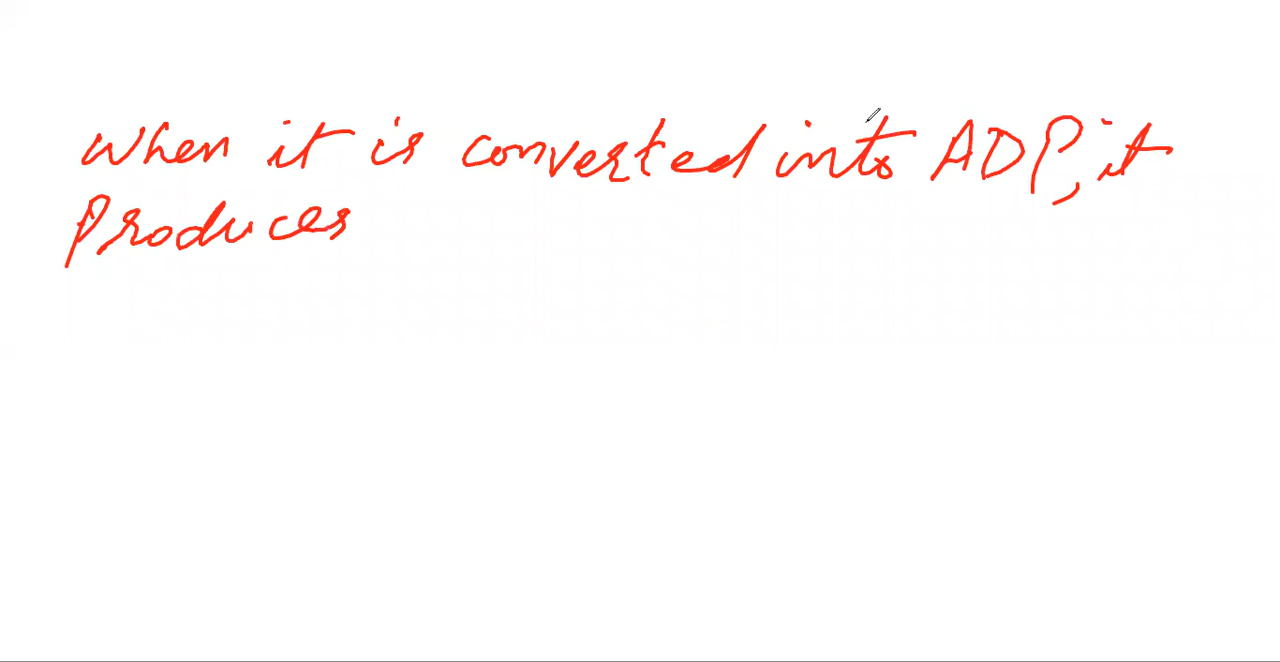 When it is converted into ADP, it
Produces